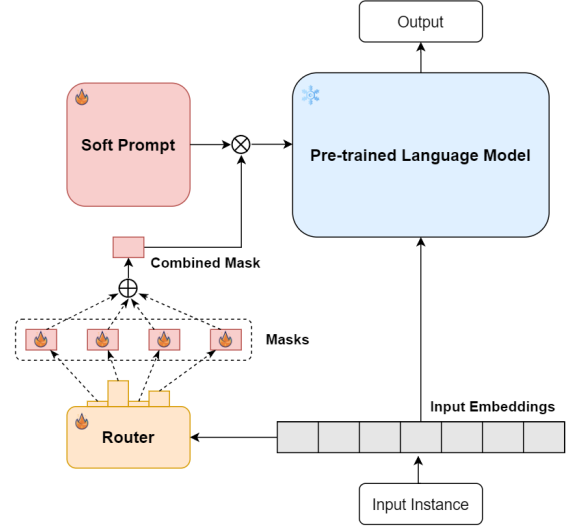 Output
Soft Prompt
Pre-trained Language Model
Combined Mask
Masks
Input Embeddings
Router
Input Instance